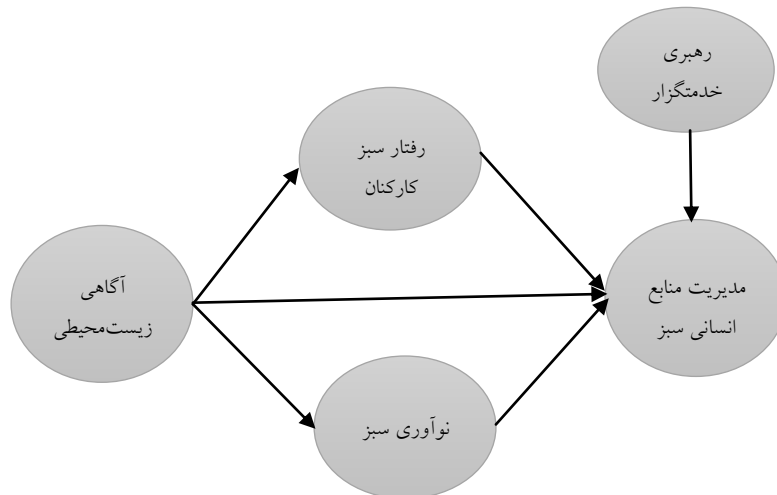 رهبری
خدمتگزار
رفتار سبز
کارکنان
آگاهی
زیست‌محیطی
مدیریت منابع
انسانی سبز
نوآوری سبز